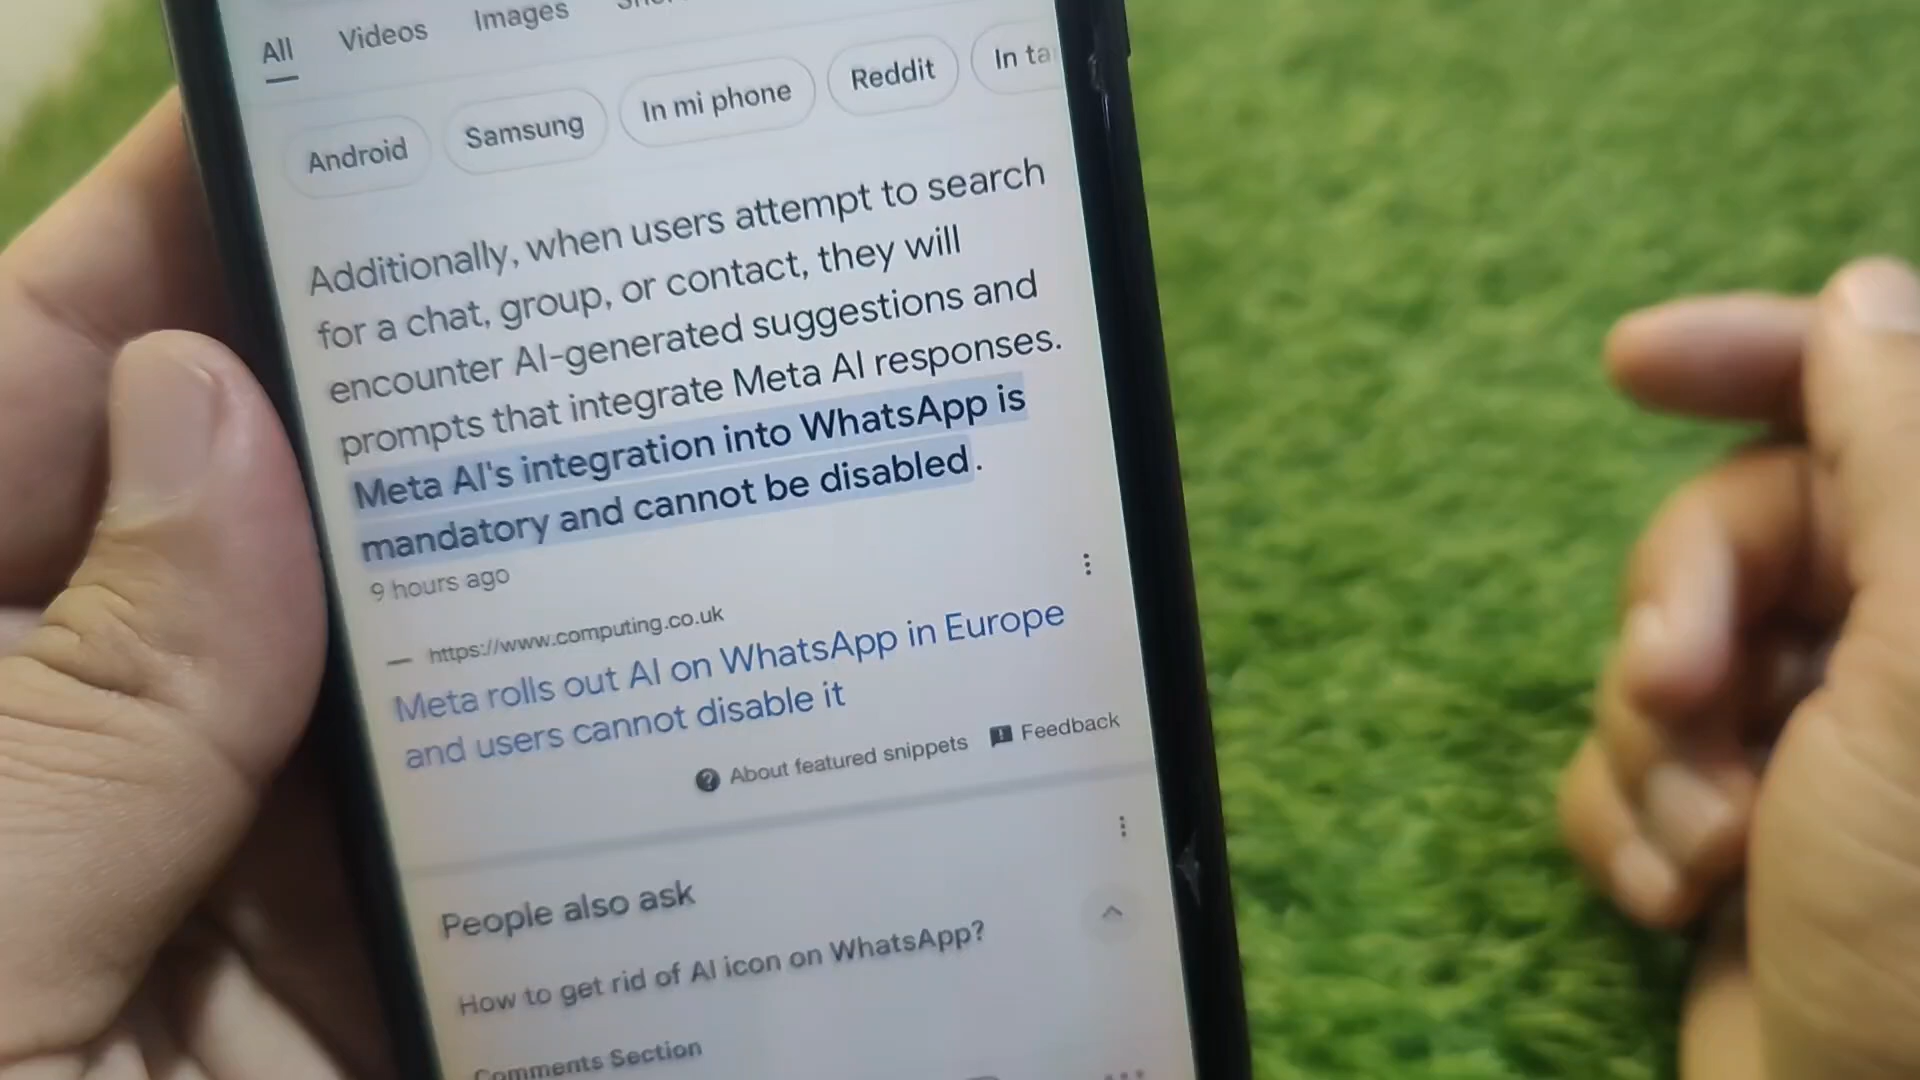 All Videos Images
Android Samsung In mi phone Reddit In ta
Additionally, when users attempt to search
for a chat, group, or contact, they will
encounter AI-generated suggestions and
prompts that integrate Meta AI responses.
Meta AI's integration into WhatsApp is
mandatory and cannot be disabled.
9 hours ago
https://www.computing.co.uk
Meta rolls out AI on WhatsApp in Europe
and users cannot disable it
About featured snippets Feedback
People also ask
How to get rid of AI icon on WhatsApp?
Comments Section